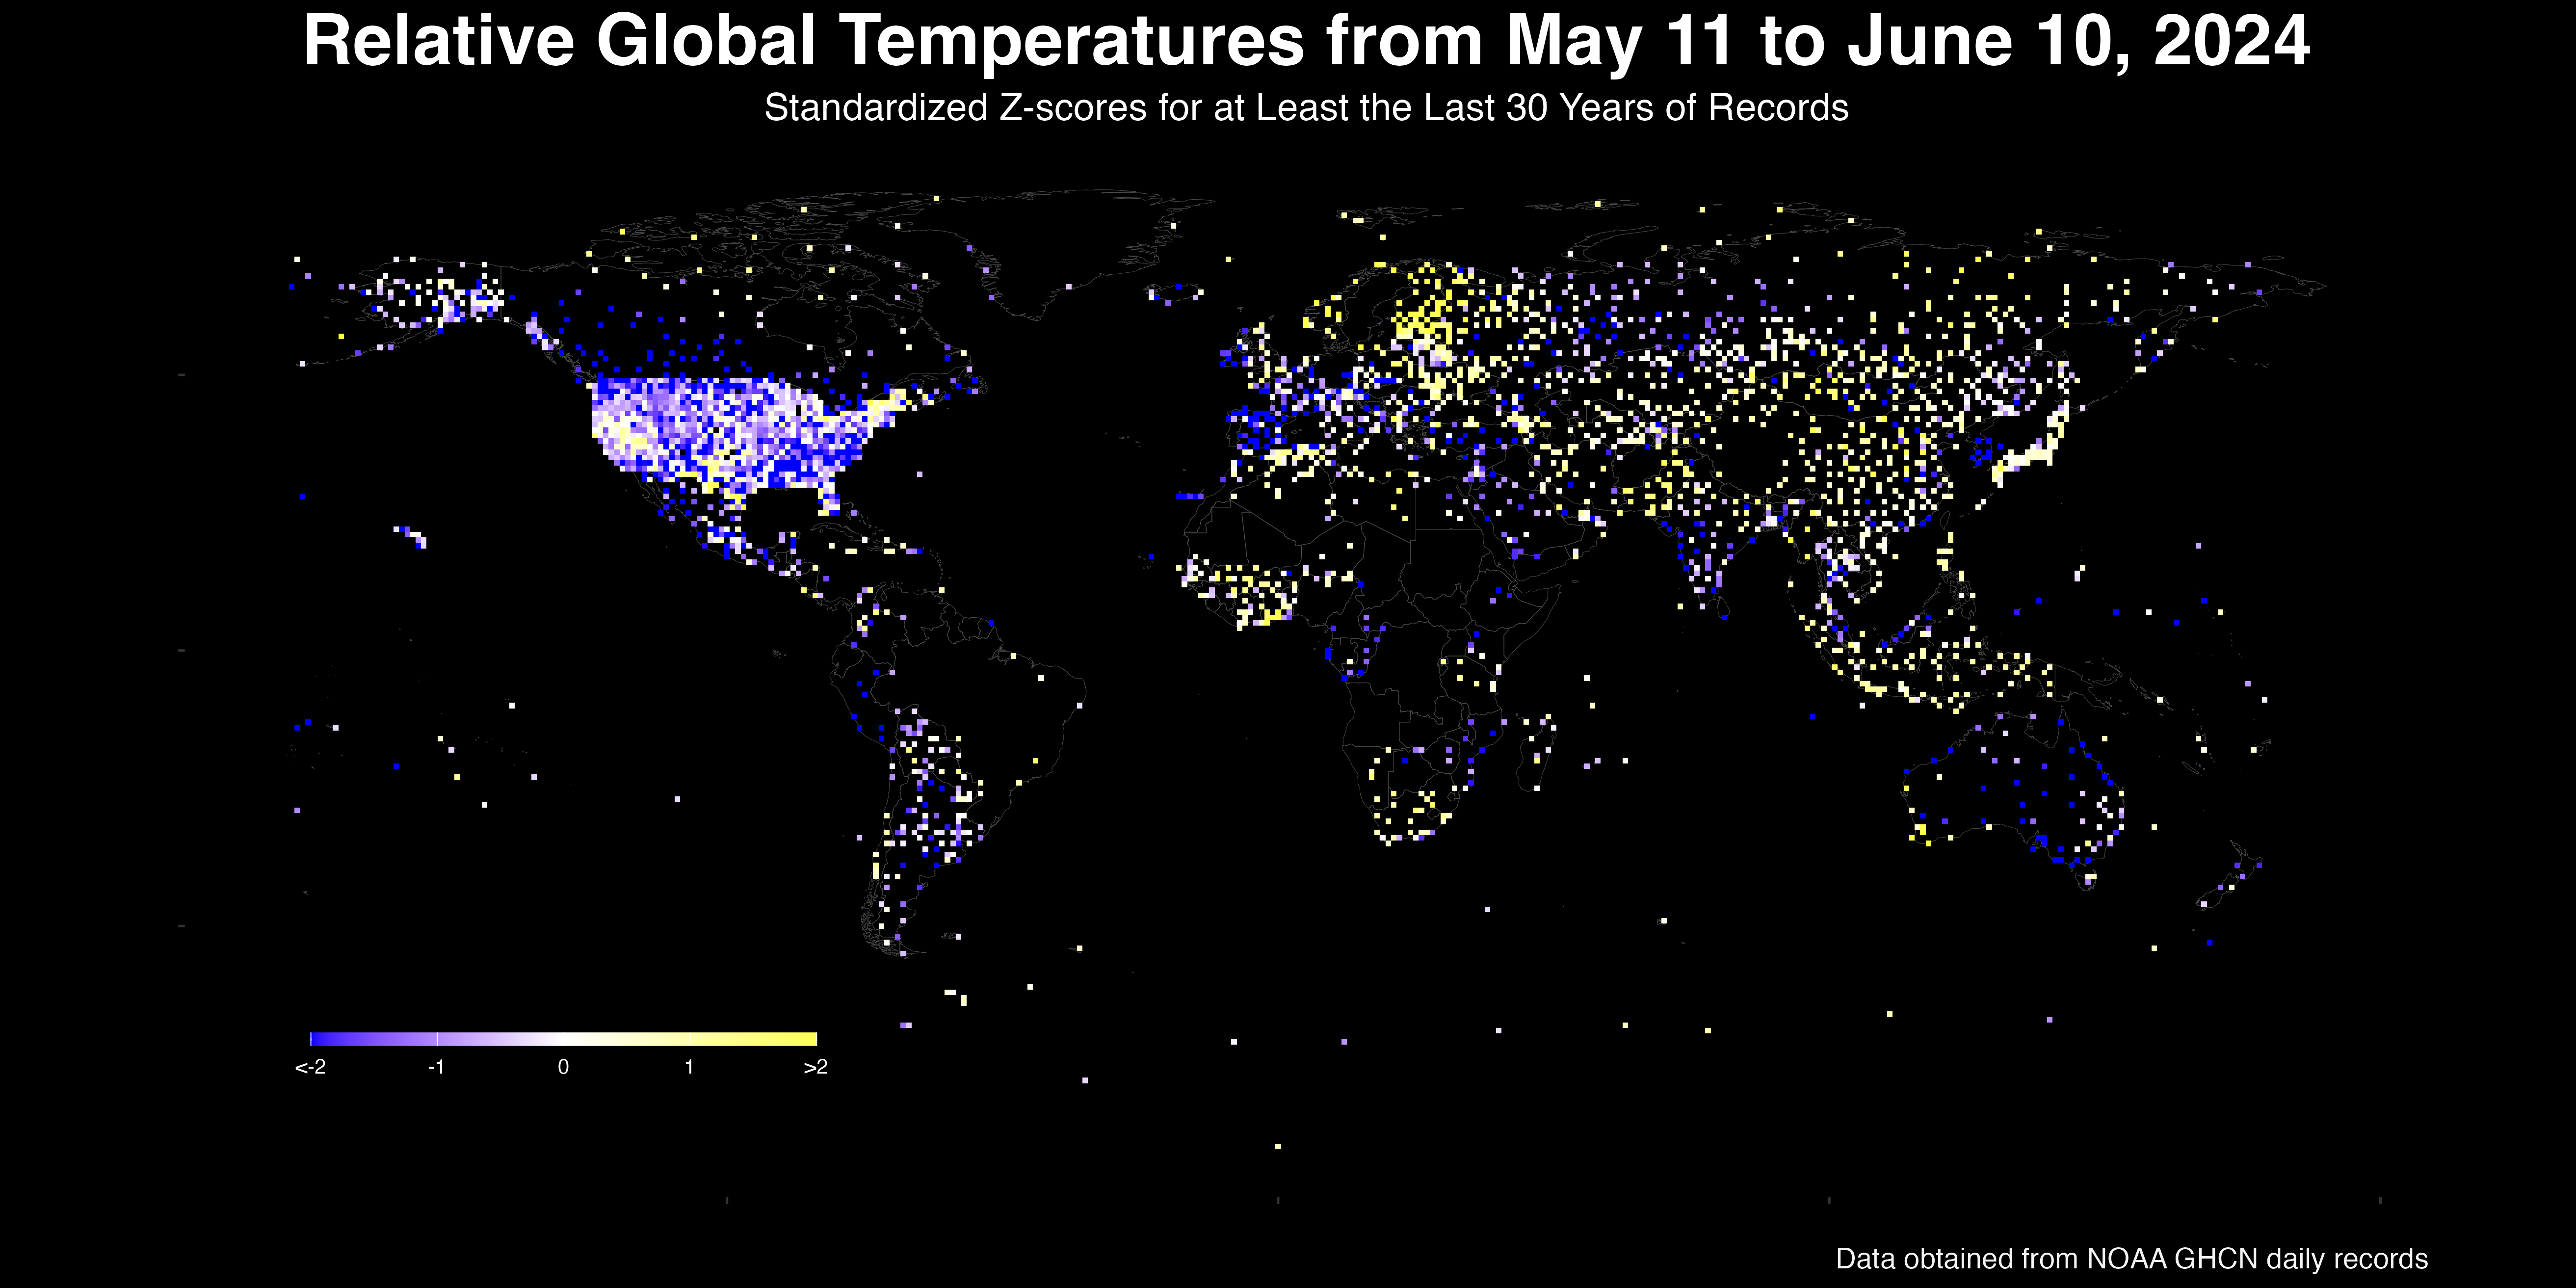 Relative Global Temperatures from May 11 to June 10, 2024
Standardized Z-scores for at Least the Last 30 Years of Records
<-2 -1 0 1 >2
Data obtained from NOAA GHCN daily records